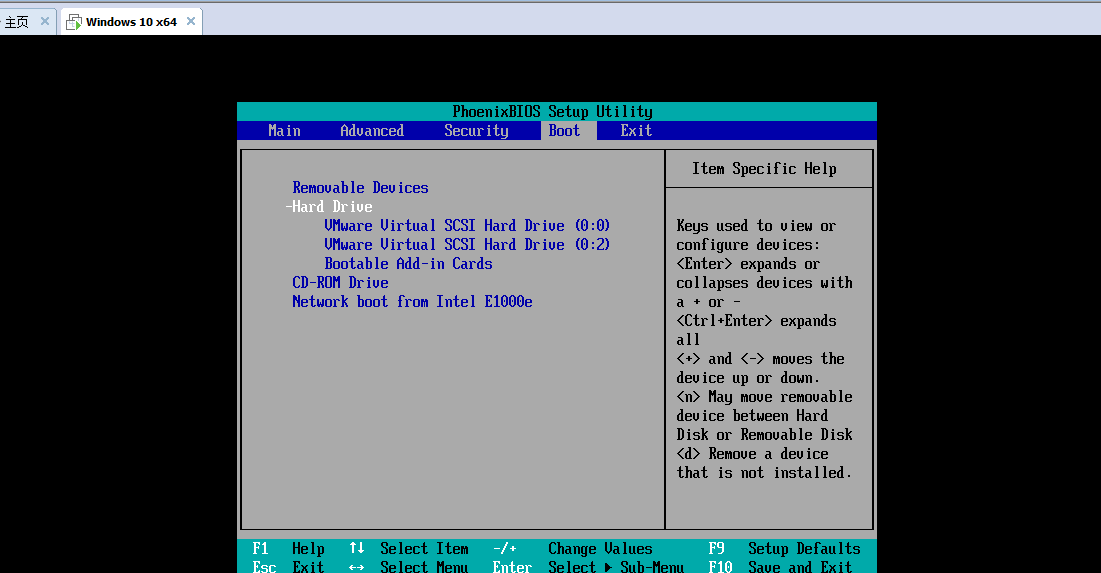 主页
Windows 10 x64
PhoenixBIOS Setup Utility
Main Advanced Security Boot Exit
Removable Devices
-Hard Drive
VMware Virtual SCSI Hard Drive (0:0)
VMware Virtual SCSI Hard Drive (0:2)
Bootable Add-in Cards
CD-ROM Drive
Network boot from Intel E1000e
Item Specific Help
Keys used to view or
configure devices:
<Enter> expands or
collapses devices with
a + or -
<Ctrl+Enter> expands
all
<+> and <-> moves the
device up or down.
<n> May move removable
device between Hard
Disk or Removable Disk
<d> Remove a device
that is not installed.
F1 Help ↑↓ Select Item -/+ Change Values F9 Setup Defaults
Esc Exit ↔ Select Menu Enter Select ▶ Sub-Menu F10 Save and Exit